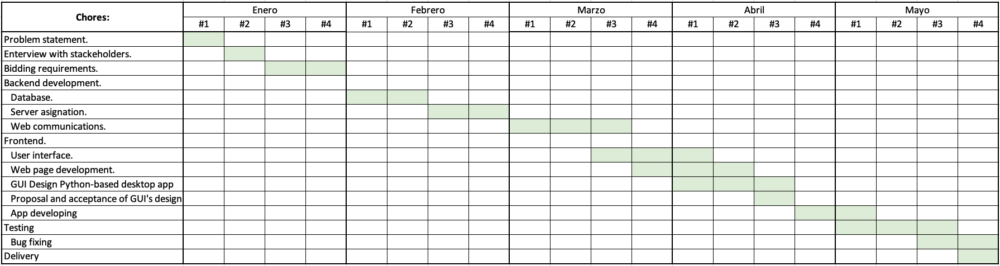 Chores: Enero Febrero Marzo Abril Mayo
#1 #2 #3 #4 #1 #2 #3 #4 #1 #2 #3 #4 #1 #2 #3 #4 #1 #2 #3 #4
Problem statement.
Enterview with stackeholders.
Bidding requirements.
Backend development.
Database.
Server asignation.
Web communications.
Frontend.
User interface.
Web page development.
GUI Design Python-based desktop app
Proposal and acceptance of GUI's design
App developing
Testing
Bug fixing
Delivery